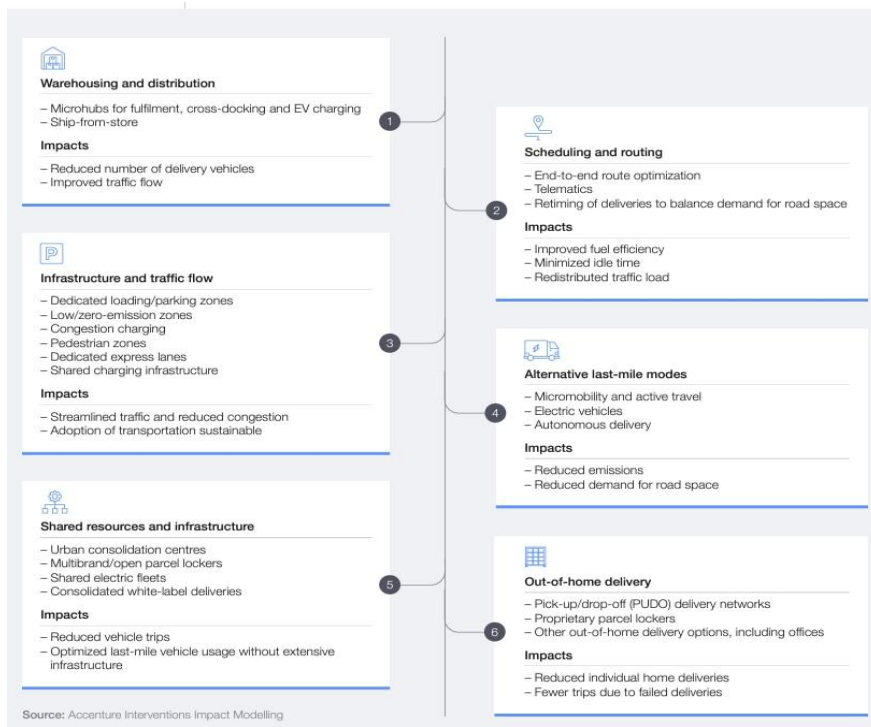 Warehousing and distribution
– Microhubs for fulfilment, cross-docking and EV charging
– Ship-from-store
Impacts
– Reduced number of delivery vehicles
– Improved traffic flow
1
Scheduling and routing
– End-to-end route optimization
– Telematics
– Retiming of deliveries to balance demand for road space
Impacts
– Improved fuel efficiency
– Minimized idle time
– Redistributed traffic load
2
P
Infrastructure and traffic flow
– Dedicated loading/parking zones
– Low/zero-emission zones
– Congestion charging
– Pedestrian zones
– Dedicated express lanes
– Shared charging infrastructure
Impacts
– Streamlined traffic and reduced congestion
– Adoption of transportation sustainable
3
Alternative last-mile modes
– Micromobility and active travel
– Electric vehicles
– Autonomous delivery
Impacts
– Reduced emissions
– Reduced demand for road space
4
Shared resources and infrastructure
– Urban consolidation centres
– Multibrand/open parcel lockers
– Shared electric fleets
– Consolidated white-label deliveries
Impacts
– Reduced vehicle trips
– Optimized last-mile vehicle usage without extensive
infrastructure
5
Out-of-home delivery
– Pick-up/drop-off (PUDO) delivery networks
– Proprietary parcel lockers
– Other out-of-home delivery options, including offices
Impacts
– Reduced individual home deliveries
– Fewer trips due to failed deliveries
6
Source: Accenture Interventions Impact Modelling